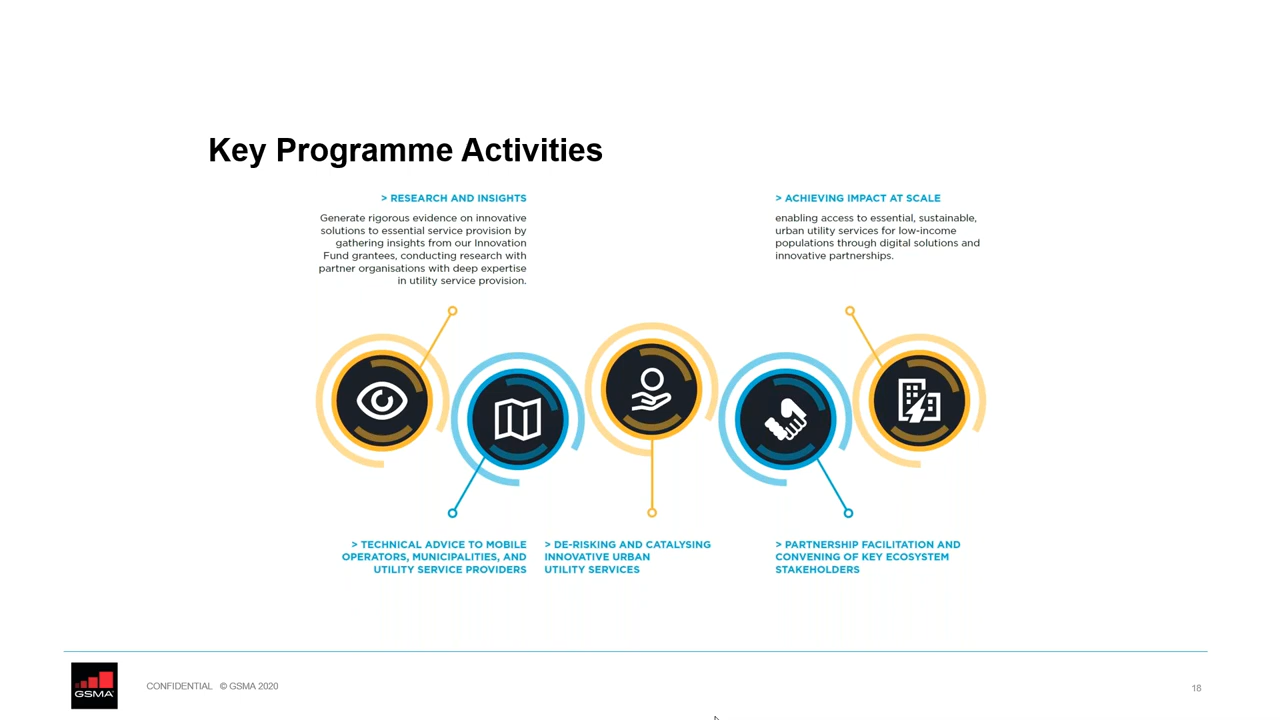 Key Programme Activities
> RESEARCH AND INSIGHTS
Generate rigorous evidence on innovative
solutions to essential service provision by
gathering insights from our Innovation
Fund grantees, conducting research with
partner organisations with deep expertise
in utility service provision.
> ACHIEVING IMPACT AT SCALE
enabling access to essential, sustainable,
urban utility services for low-income
populations through digital solutions and
innovative partnerships.
> TECHNICAL ADVICE TO MOBILE
OPERATORS, MUNICIPALITIES, AND
UTILITY SERVICE PROVIDERS
> DE-RISKING AND CATALYSING
INNOVATIVE URBAN
UTILITY SERVICES
> PARTNERSHIP FACILITATION AND
CONVENING OF KEY ECOSYSTEM
STAKEHOLDERS
GSMA
CONFIDENTIAL © GSMA 2020
18